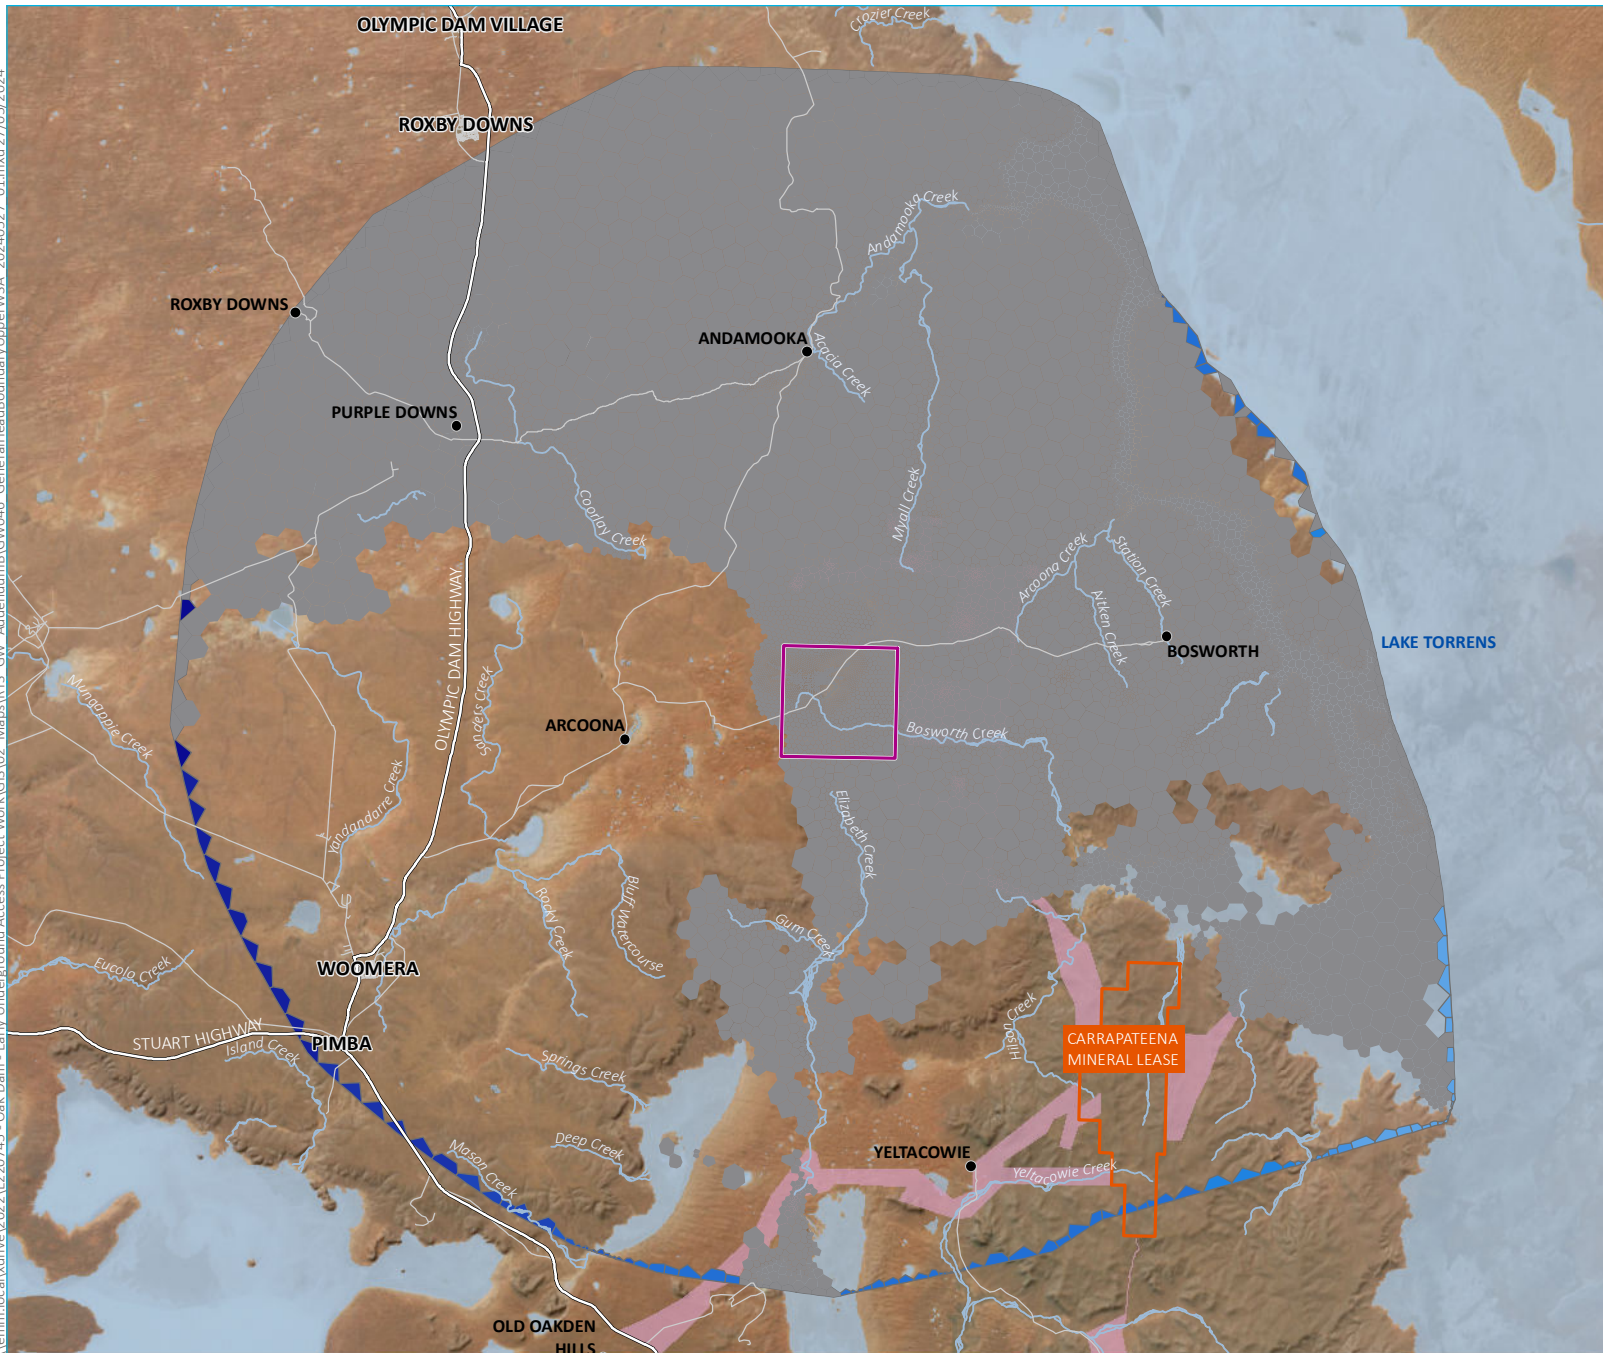 OLYMPIC DAM VILLAGE
Crozier Creek
ROXBY DOWNS
Andamooka Creek
ROXBY DOWNS
ANDAMOOKA
Acacia Creek
PURPLE DOWNS
Coorlay Creek
Myall Creek
Arcoona Creek
Station Creek
Aitken Creek
BOSWORTH
LAKE TORRENS
OLYMPIC DAM HIGHWAY
Sonders Creek
Mungappie Creek
ARCOONA
Bosworth Creek
Yandandarre Creek
Elizabeth Creek
Rocky Creek
Bluff Watercourse
Gum Creek
Eucola Creek
WOOMERA
STUART HIGHWAY
Island Creek
PIMBA
Hilson
Creek
CARRAPATEENA
MINERAL LEASE
Springs Creek
Deep Creek
Mason Creek
YELTACOWIE
Yeltacowie Creek
OLD OAKDEN
HILLS